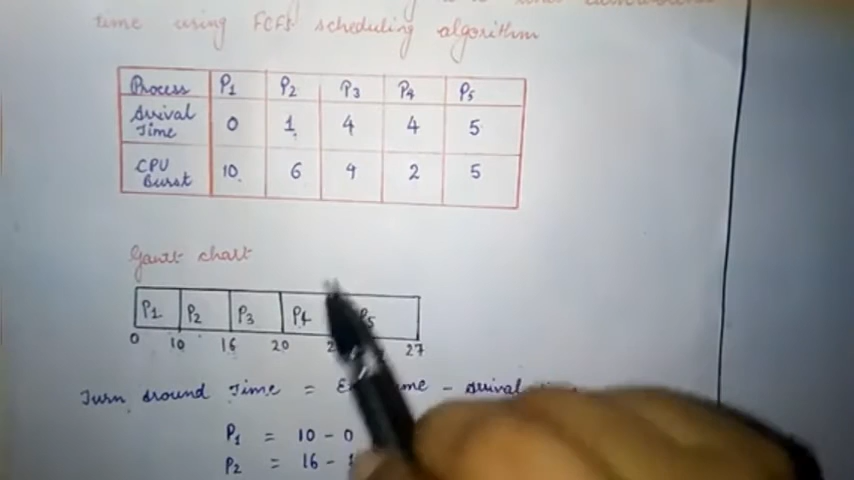 time using FCFS scheduling algorithm
Process P1 P2 P3 P4 P5
Arrival Time 0 1 4 4 5
CPU Burst 10 6 4 2 5
Gantt chart
P1 P2 P3 P4 P5
0 10 16 20 27
Turn around Time = - arrival
P1 = 10 - 0
P2 = 16 -